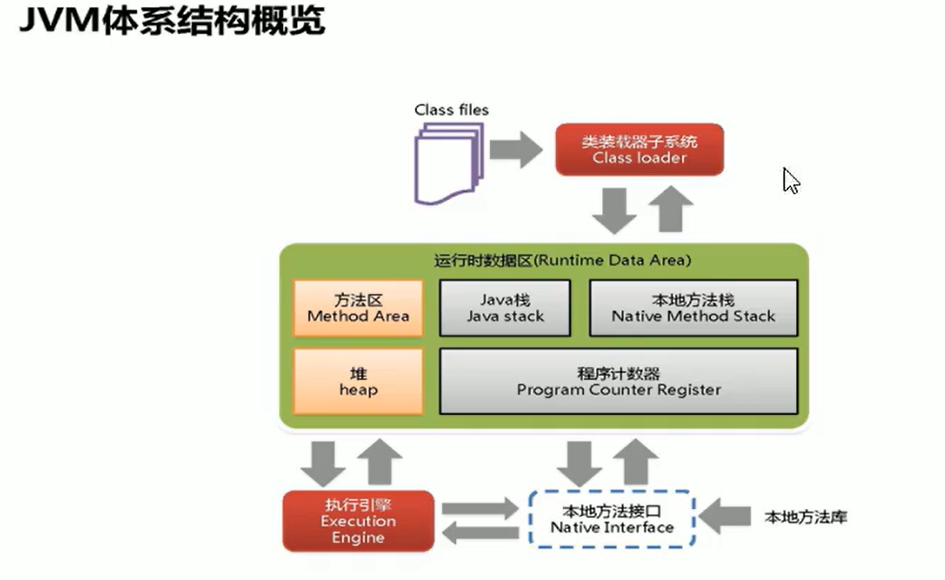 JVM体系结构概览
Class files
类装载器子系统
Class loader
运行时数据区(Runtime Data Area)
方法区
Method Area
Java栈
Java stack
本地方法栈
Native Method Stack
堆
heap
程序计数器
Program Counter Register
执行引擎
Execution
Engine
本地方法接口
Native Interface
本地方法库